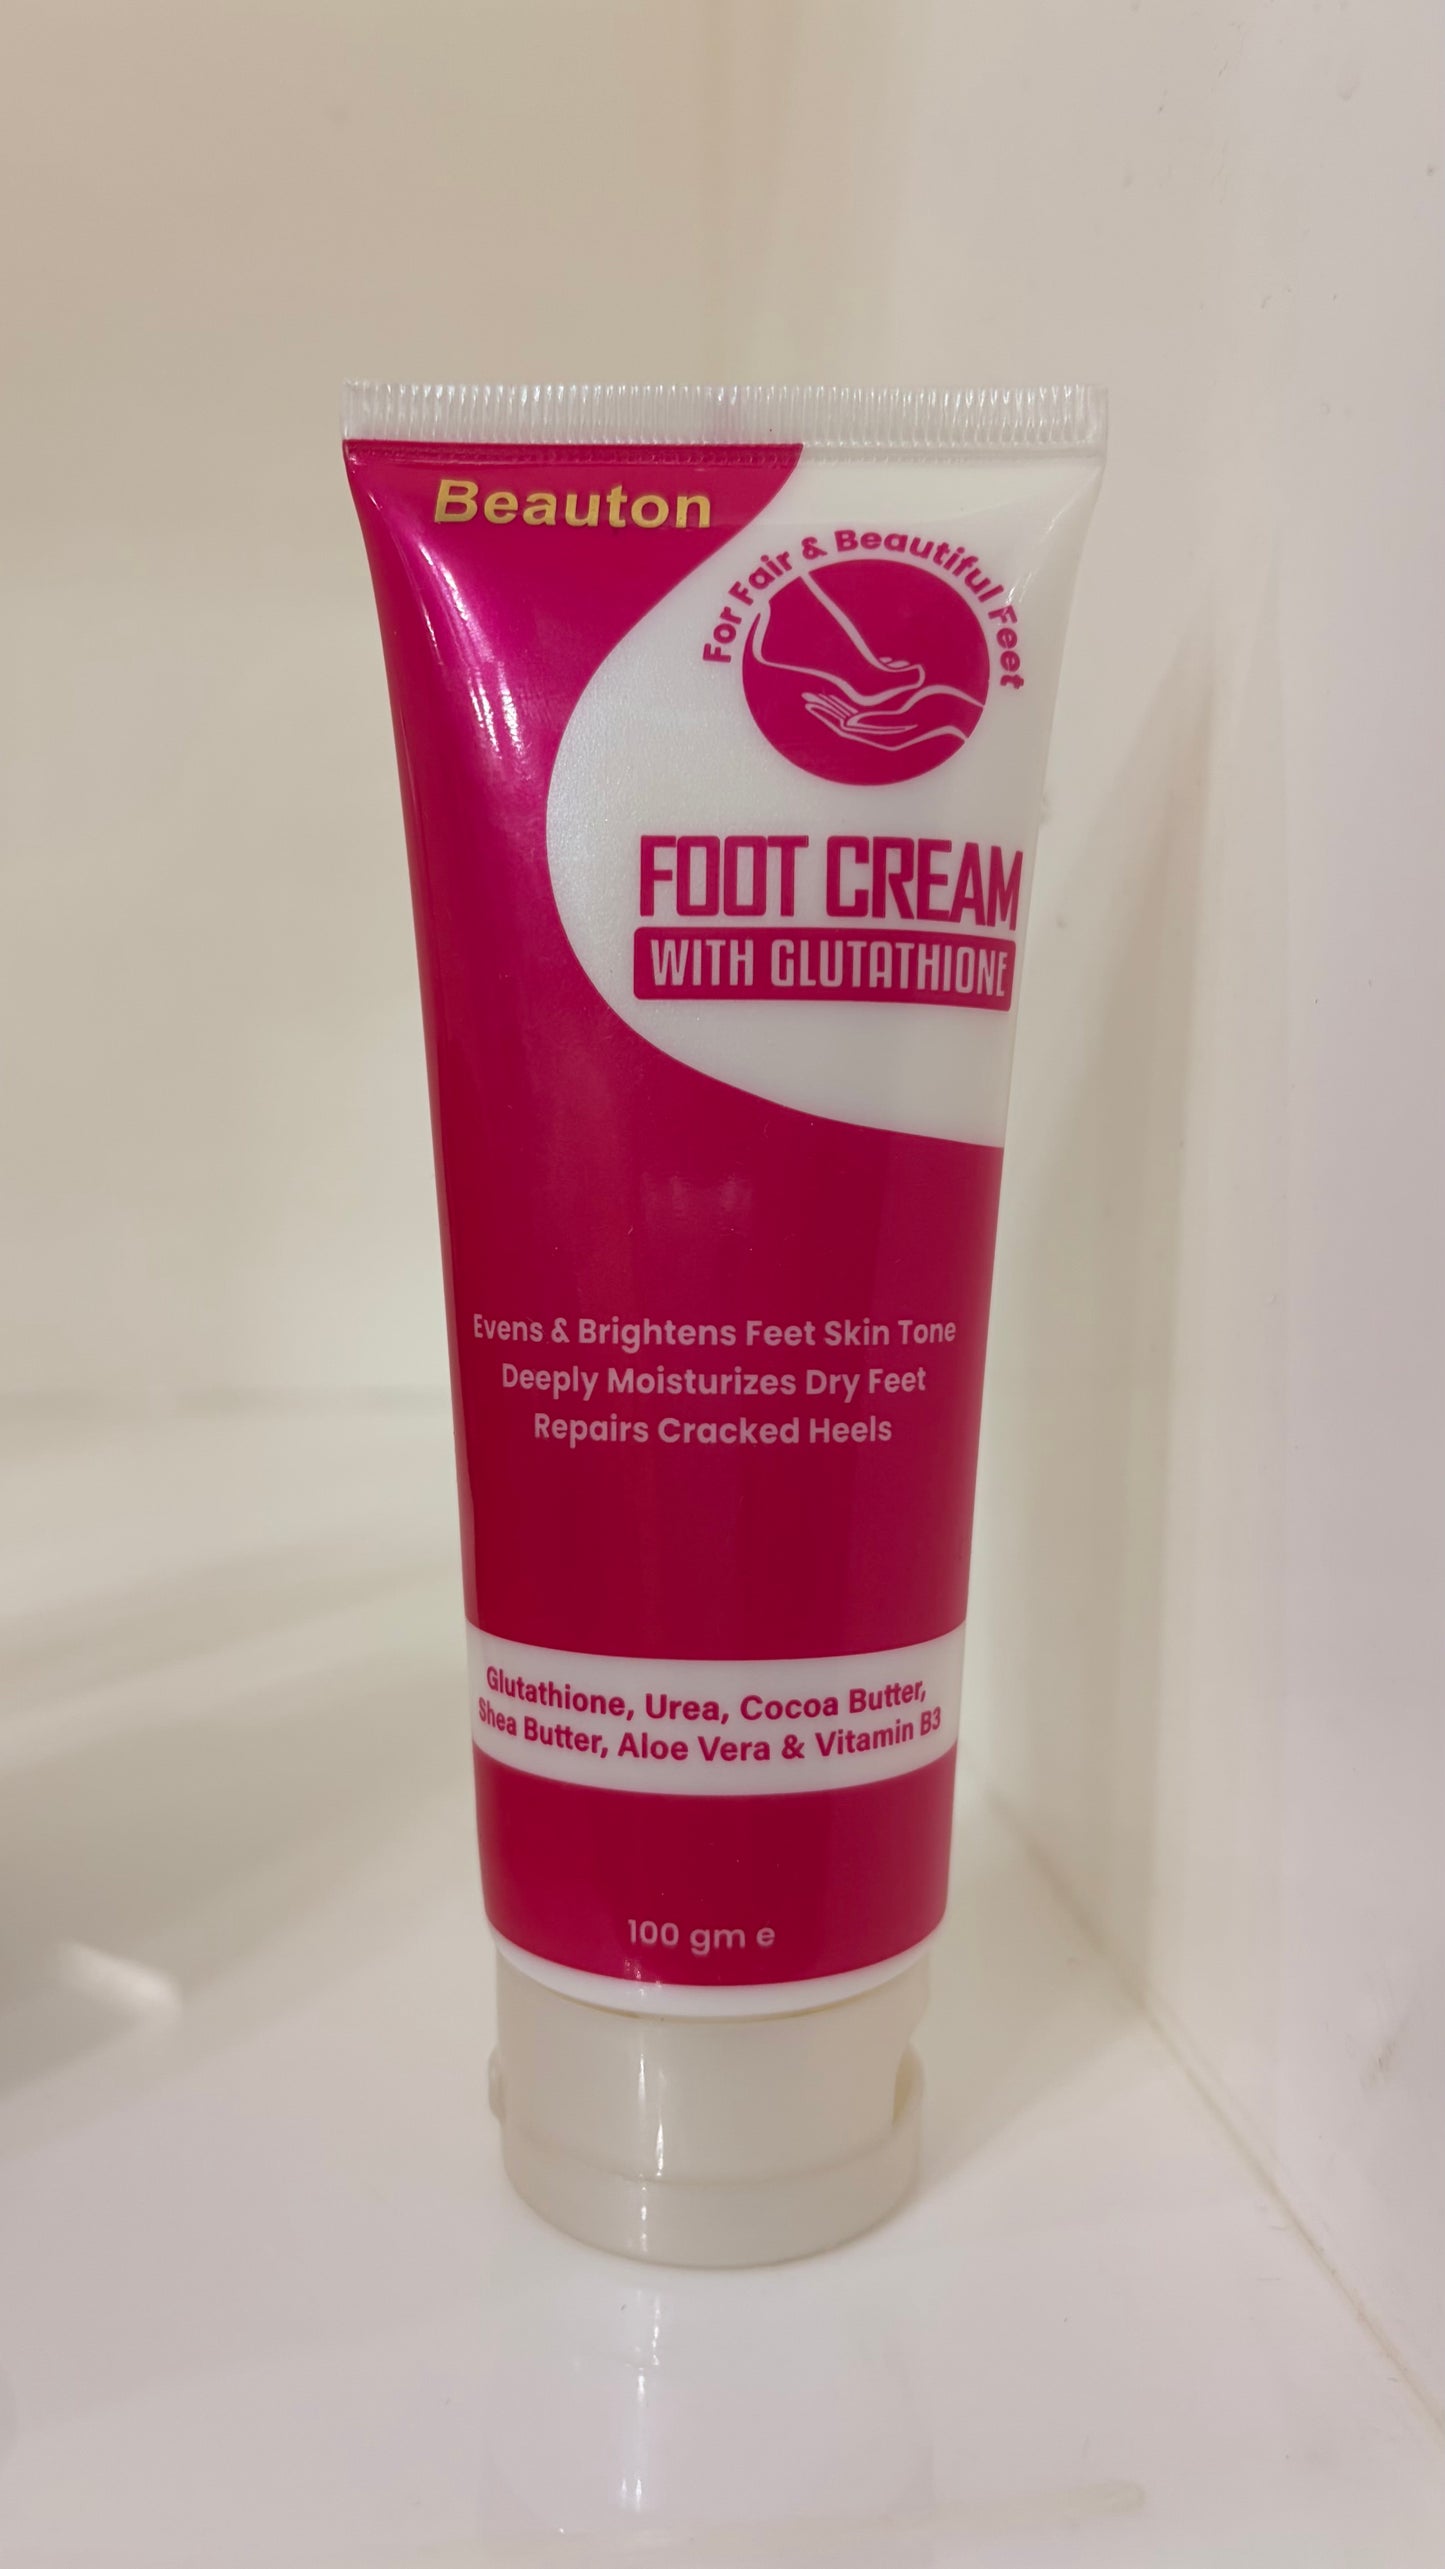 Beauton
For Fair & Beautiful Feet
FOOT CREAM
WITH GLUTATHIONE
Evens & Brightens Feet Skin Tone
Deeply Moisturizes Dry Feet
Repairs Cracked Heels
Glutathione, Urea, Cocoa Butter,
Shea Butter, Aloe Vera & Vitamin B3
100 gm e